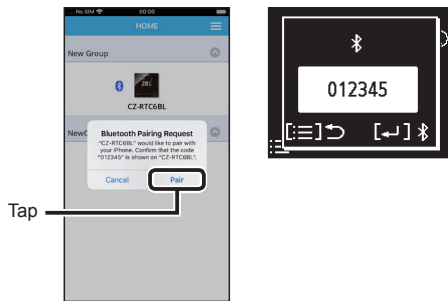 No SIM
00:00
HOME
New Group
28.5
CZ-RTC6BL
Bluetooth Pairing Request
"CZ-RTC6BL" would like to pair with
your iPhone. Confirm that the code
"012345" is shown on "CZ-RTC6BL".
Cancel
Pair
Tap
012345